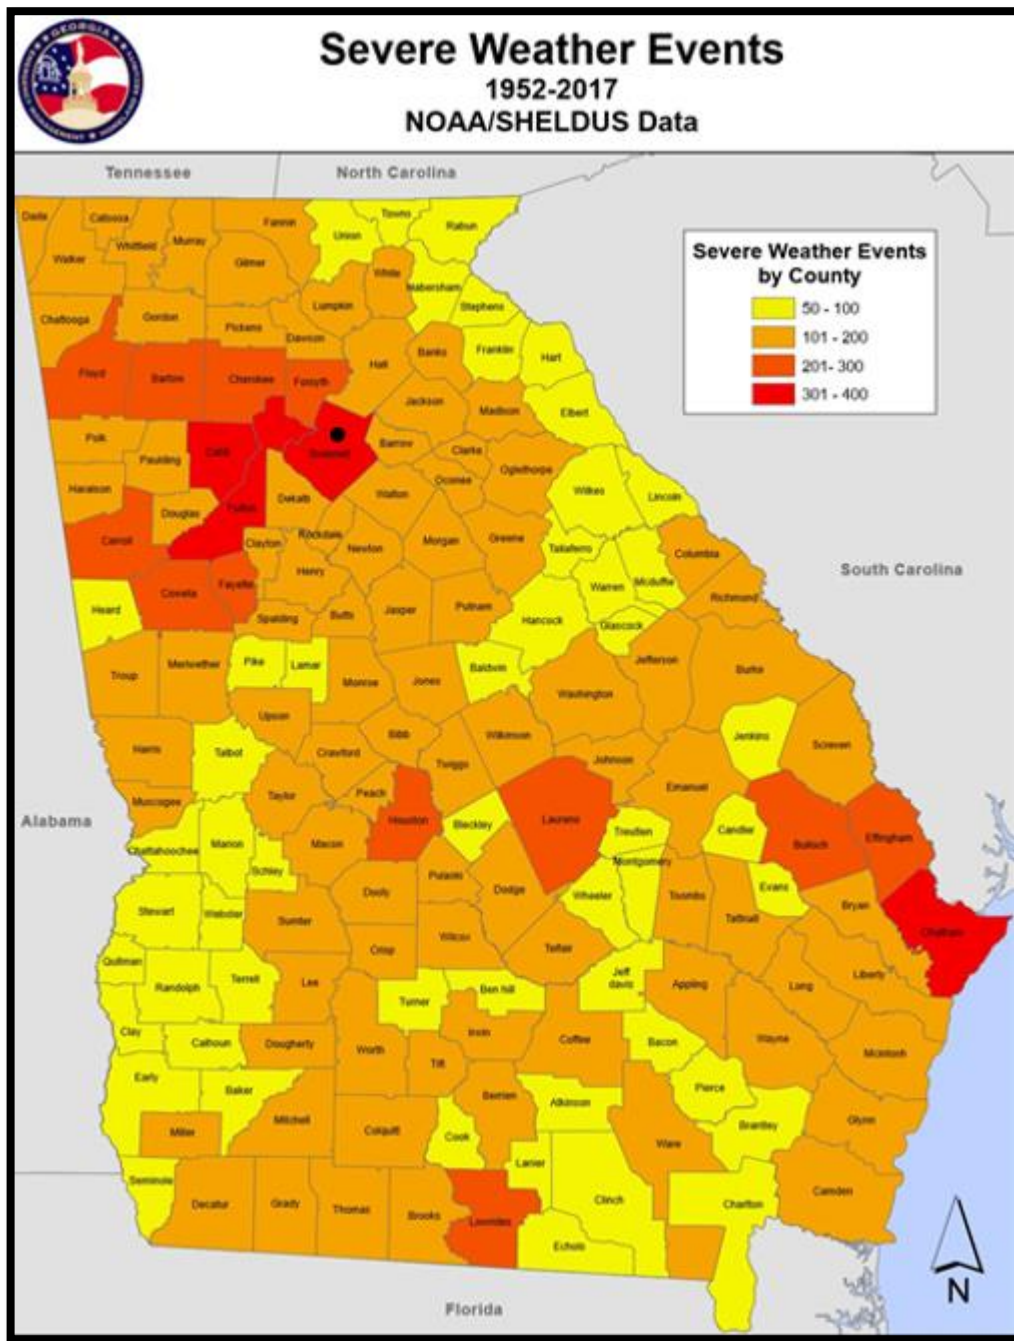 Severe Weather Events
1952-2017
NOAA/SHELDUS Data
GEORGIA
Tennessee
North Carolina
Severe Weather Events
by County
50 - 100
101 - 200
201- 300
301 - 400
Dade
Catoosa
Fannin
Towns
Rabun
Union
Murray
Whitfield
Walker
Gilmer
White
Habersham
Lumpkin
Stephens
Chattooga
Gordon
Pickens
Dawson
Franklin
Hart
Banks
Hall
Floyd
Bartow
Cherokee
Forsyth
Jackson
Madison
Elbert
Polk
Cobb
Barrow
Clarke
Paulding
Oglethorpe
Oconee
Haralson
Dekalb
Walton
Wilkes
Lincoln
Douglas
Fulton
Rockdale
Carroll
Clayton
Newton
Morgan
Greene
Taliaferro
Columbia
South Carolina
Henry
Warren
Mcduffie
Coweta
Fayette
Richmond
Heard
Spalding
Butts
Jasper
Putnam
Hancock
Glascock
Pike
Lamar
Baldwin
Jefferson
Burke
Troup
Meriwether
Monroe
Jones
Washington
Upson
Wilkinson
Jenkins
Screven
Harris
Talbot
Crawford
Bibb
Twiggs
Johnson
Muscogee
Taylor
Peach
Emanuel
Alabama
Houston
Bleckley
Laurens
Treutlen
Candler
Bulloch
Effingham
Chattahoochee
Marion
Macon
Montgomery
Schley
Dooly
Pulaski
Dodge
Wheeler
Toombs
Evans
Stewart
Webster
Sumter
Tattnall
Bryan
Chatham
Crisp
Wilcox
Telfair
Quitman
Randolph
Terrell
Lee
Turner
Ben hill
Jeff
davis
Appling
Long
Liberty
Clay
Calhoun
Dougherty
Worth
Tift
Irwin
Coffee
Bacon
Wayne
Mcintosh
Early
Baker
Pierce
Miller
Mitchell
Colquitt
Berrien
Atkinson
Brantley
Glynn
Cook
Ware
Seminole
Lanier
Decatur
Grady
Thomas
Brooks
Lowndes
Clinch
Charlton
Camden
Echols
Florida
N